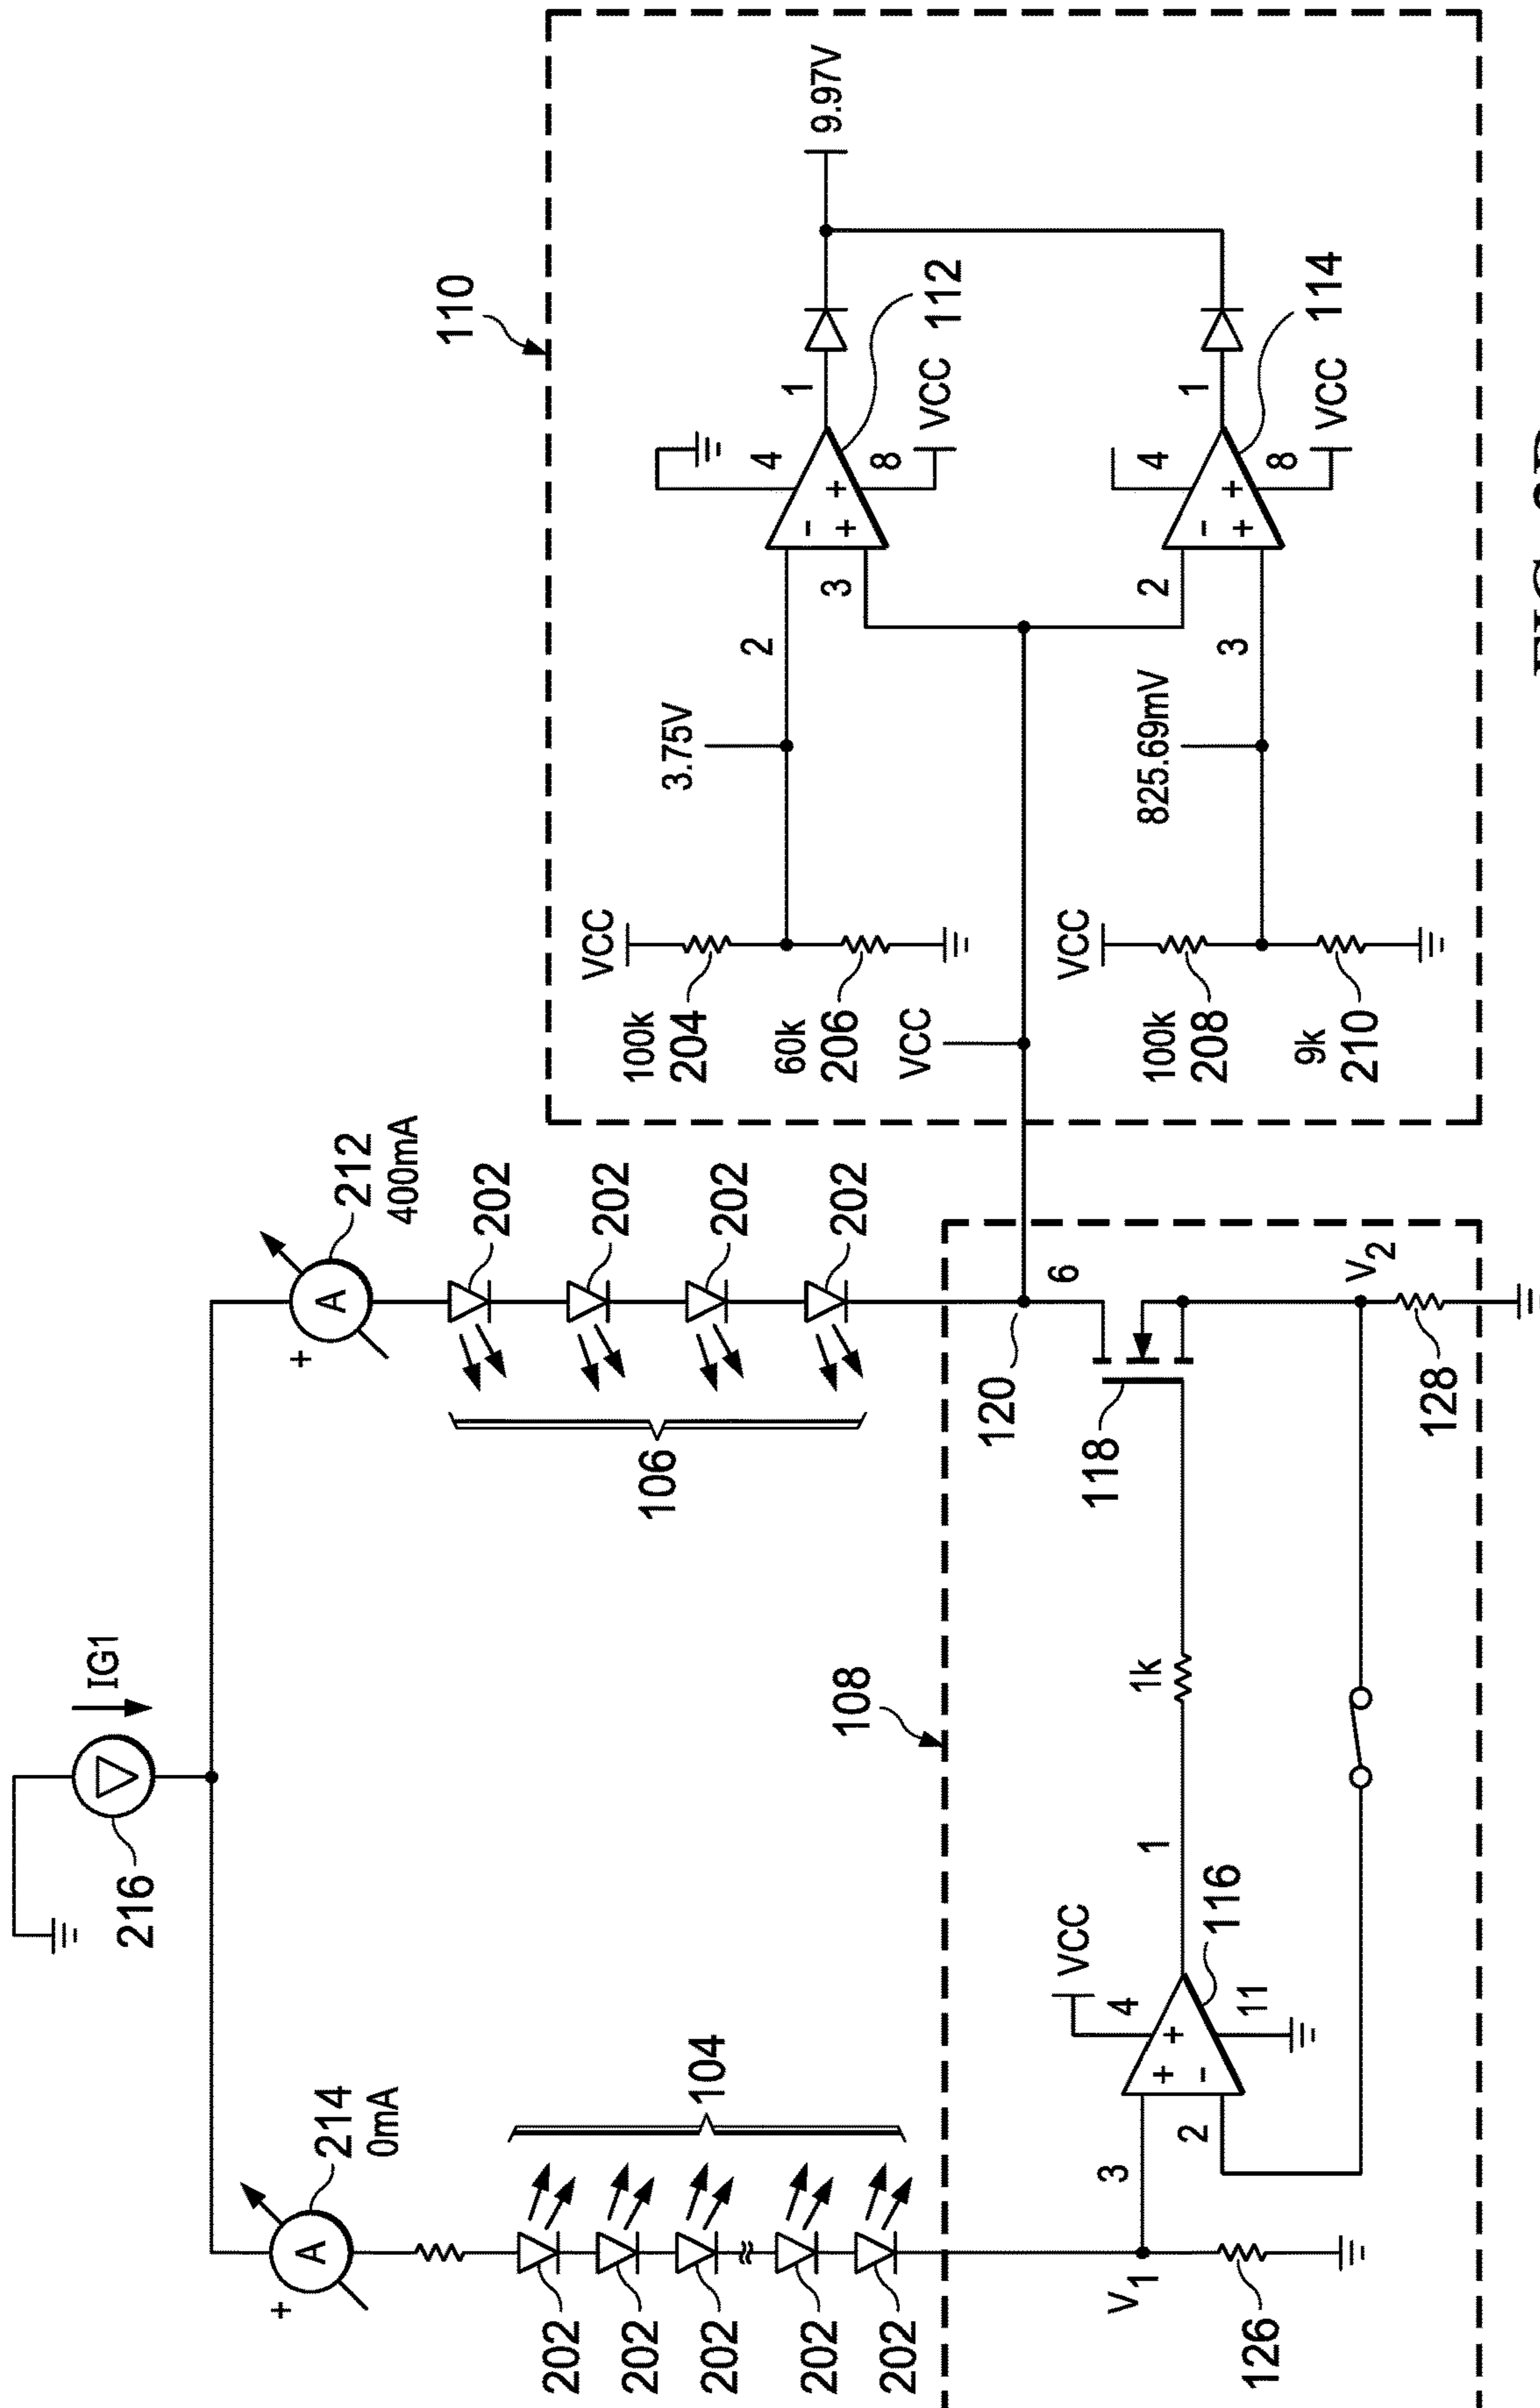 216
IG1
214
0mA
A
+
212
400mA
A
+
202
202
202
202
202
104
202
202
202
202
106
110
VCC
100k
204
60k
206
3.75V
2
3
-
+
+
4
8
VCC
1
112
9.97V
VCC
VCC
100k
208
9k
210
825.69mV
2
3
-
+
+
4
8
VCC
1
114
108
V1
126
3
2
+
-
+
VCC
4
11
116
1
1k
118
120
6
V2
128